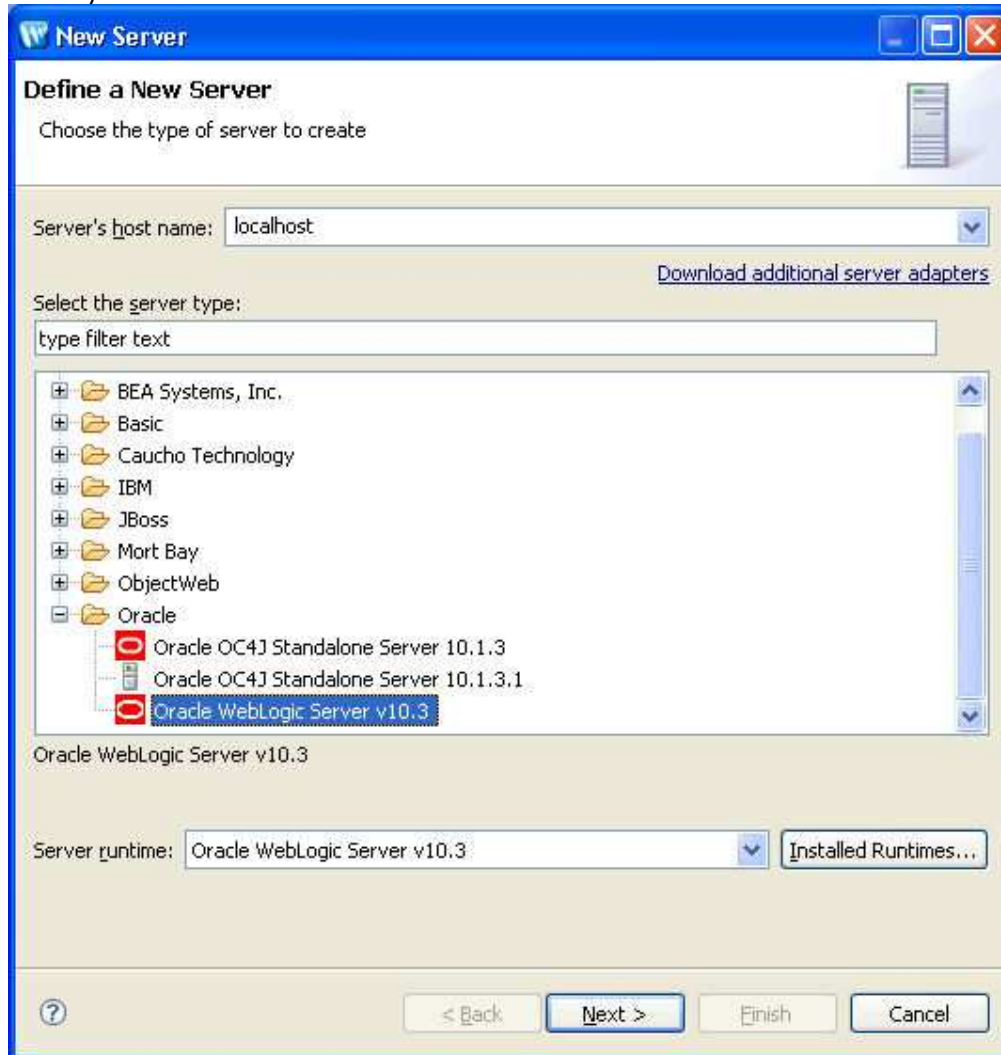 New Server
Define a New Server
Choose the type of server to create
Server's host name: localhost
Download additional server adapters
Select the server type:
type filter text
BEA Systems, Inc.
Basic
Caucho Technology
IBM
JBoss
Mort Bay
ObjectWeb
Oracle
Oracle OC4J Standalone Server 10.1.3
Oracle OC4J Standalone Server 10.1.3.1
Oracle WebLogic Server v10.3
Oracle WebLogic Server v10.3
Server runtime: Oracle WebLogic Server v10.3 Installed Runtimes...
? < Back Next > Finish Cancel